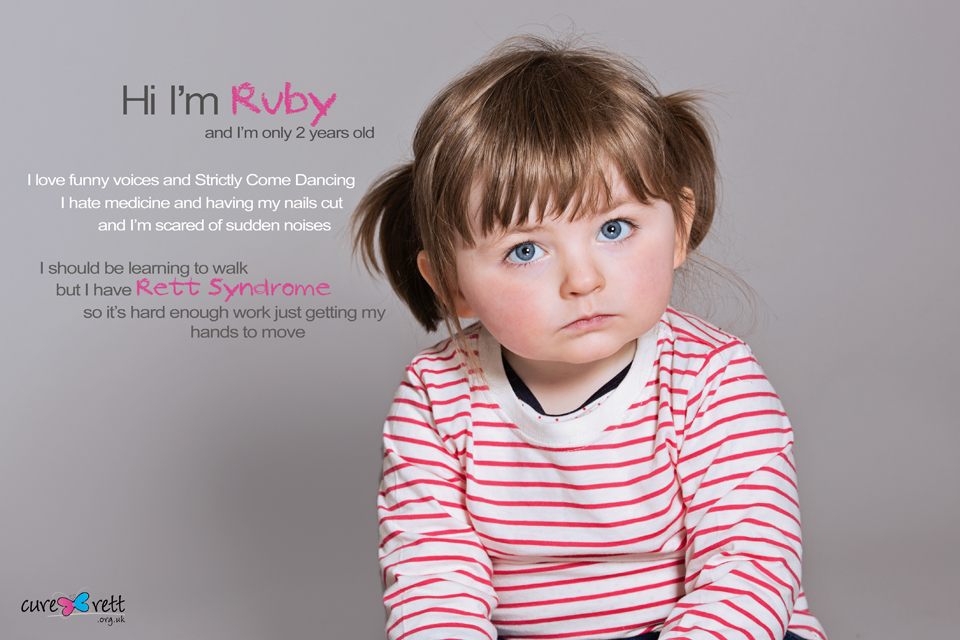 Hi I'm Ruby
and I'm only 2 years old
I love funny voices and Strictly Come Dancing
I hate medicine and having my nails cut
and I'm scared of sudden noises
I should be learning to walk
but I have Rett Syndrome
so it's hard enough work just getting my
hands to move
cure rett
.org.uk